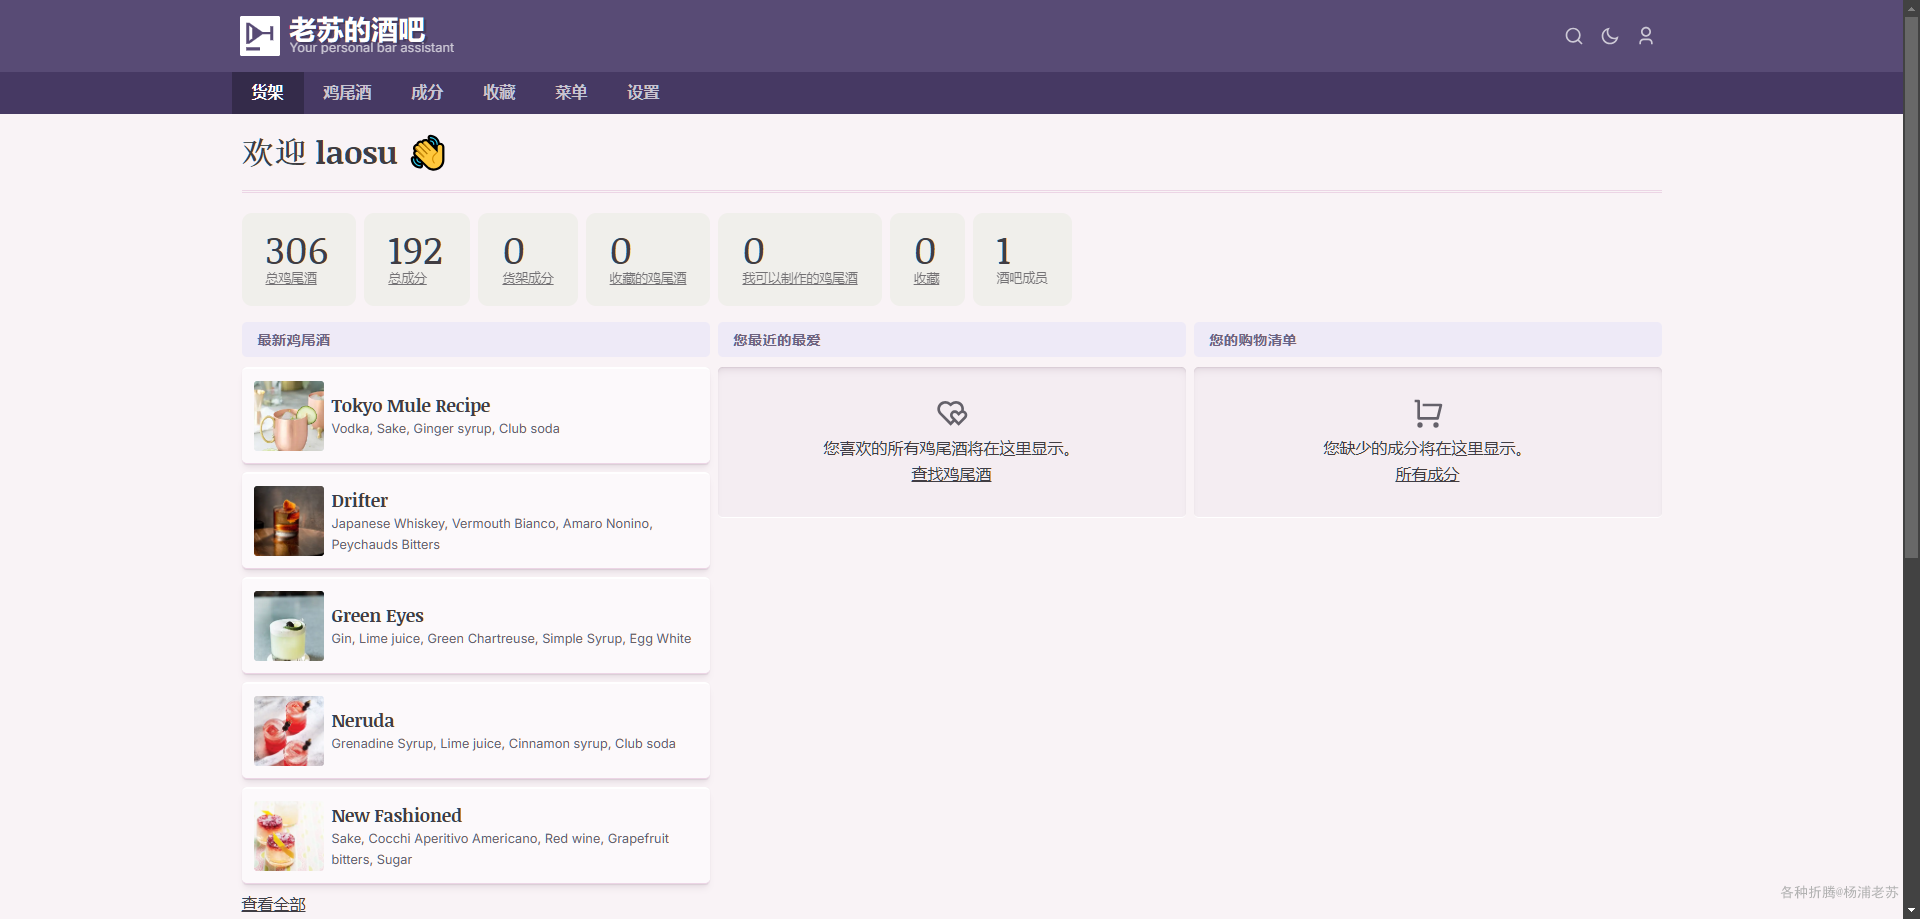 老苏的酒吧
Your personal bar assistant
货架
鸡尾酒
成分
收藏
菜单
设置
欢迎 laosu 👋
306
总鸡尾酒
192
总成分
0
货架成分
0
收藏的鸡尾酒
0
我可以制作的鸡尾酒
0
收藏
1
酒吧成员
最新鸡尾酒
Tokyo Mule Recipe
Vodka, Sake, Ginger syrup, Club soda
Drifter
Japanese Whiskey, Vermouth Bianco, Amaro Nonino,
Peychauds Bitters
Green Eyes
Gin, Lime juice, Green Chartreuse, Simple Syrup, Egg White
Neruda
Grenadine Syrup, Lime juice, Cinnamon syrup, Club soda
New Fashioned
Sake, Cocchi Aperitivo Americano, Red wine, Grapefruit
bitters, Sugar
查看全部
您最近的最爱
您喜欢的所有鸡尾酒将在这里显示。
查找鸡尾酒
您的购物清单
您缺少的成分将在这里显示。
所有成分
各种折腾@杨浦老苏